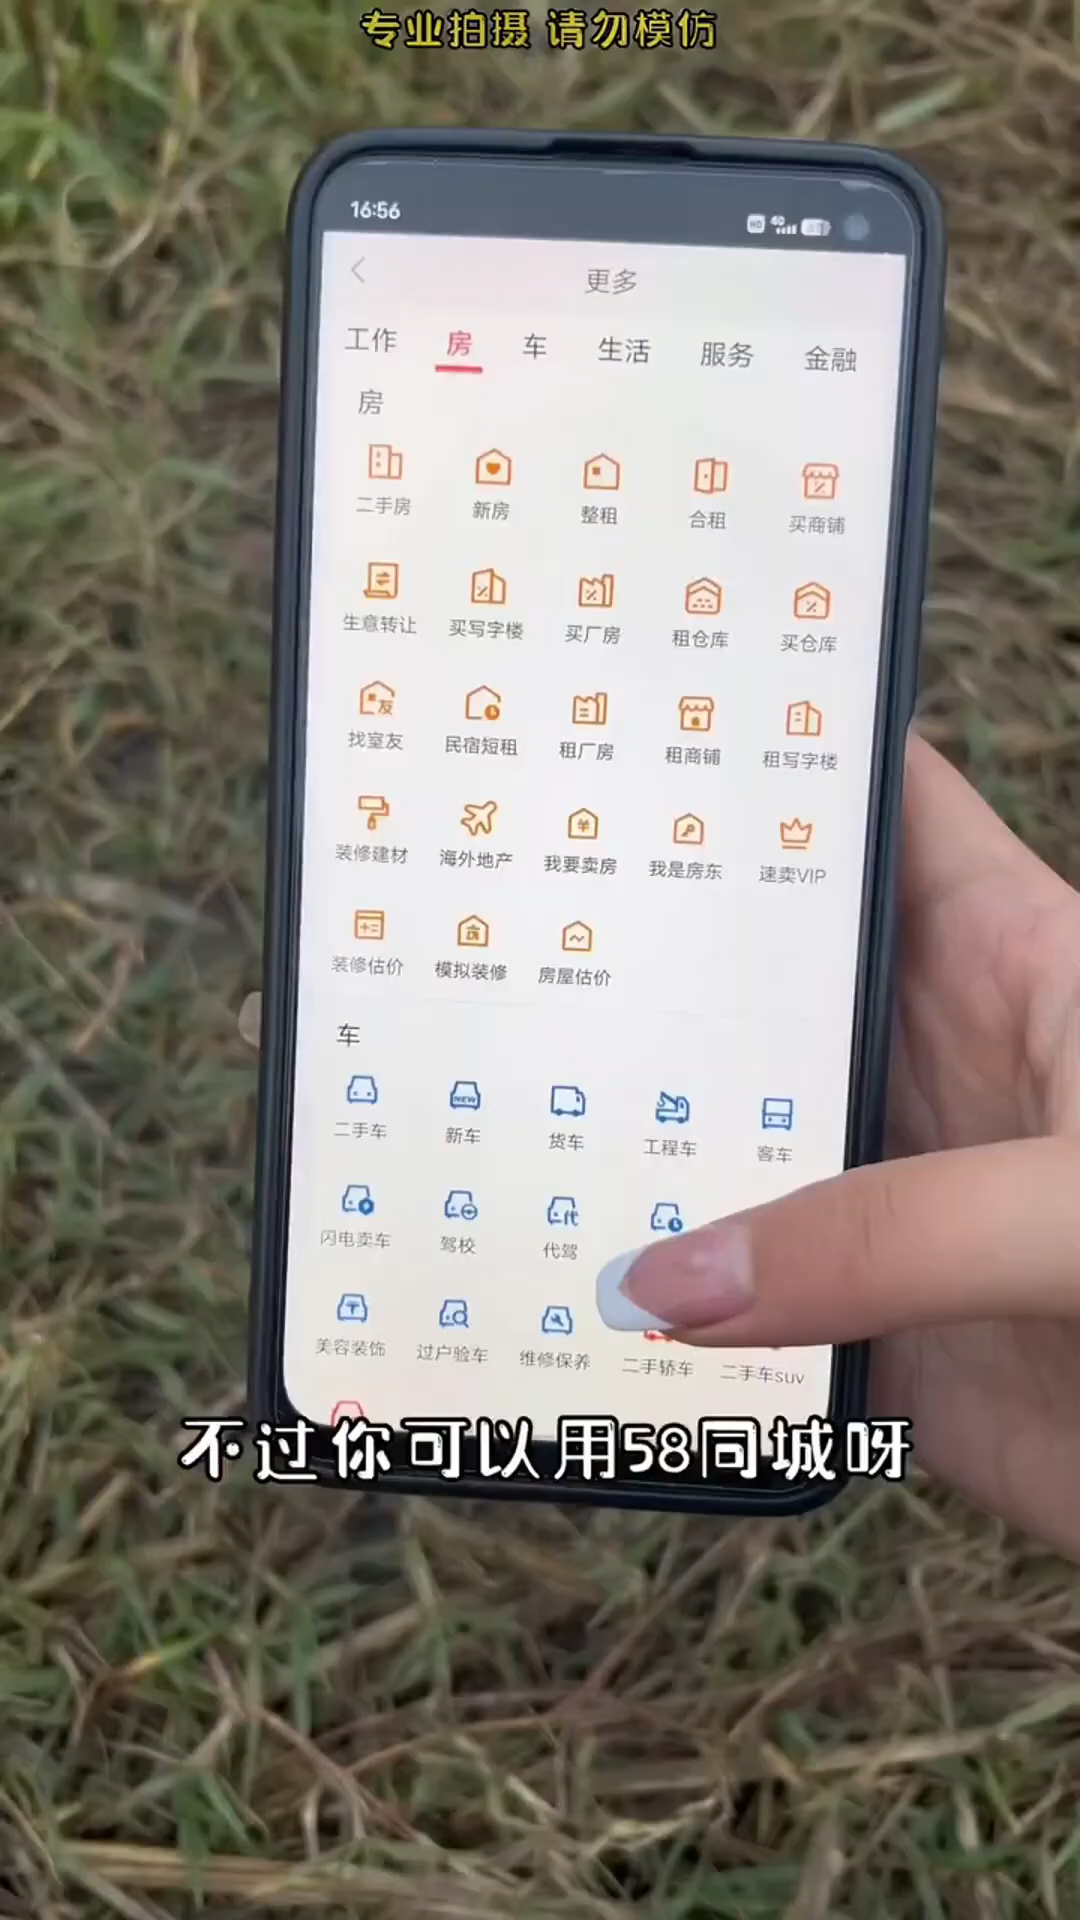 专业拍摄 请勿模仿
16:56
HD 4G
更多
工作 房 车 生活 服务 金融
房
二手房 新房 整租 合租 买商铺
生意转让 买写字楼 买厂房 租仓库 买仓库
友
找室友 民宿短租 租厂房 租商铺 租写字楼
装修建材 海外地产 我要卖房 我是房东 速卖VIP
装修估价 模拟装修 房屋估价
车
NEW
二手车 新车 货车 工程车 客车
代
闪电卖车 驾校 代驾
美容装饰 过户验车 维修保养 二手轿车 二手车suv
不过你可以用58同城呀